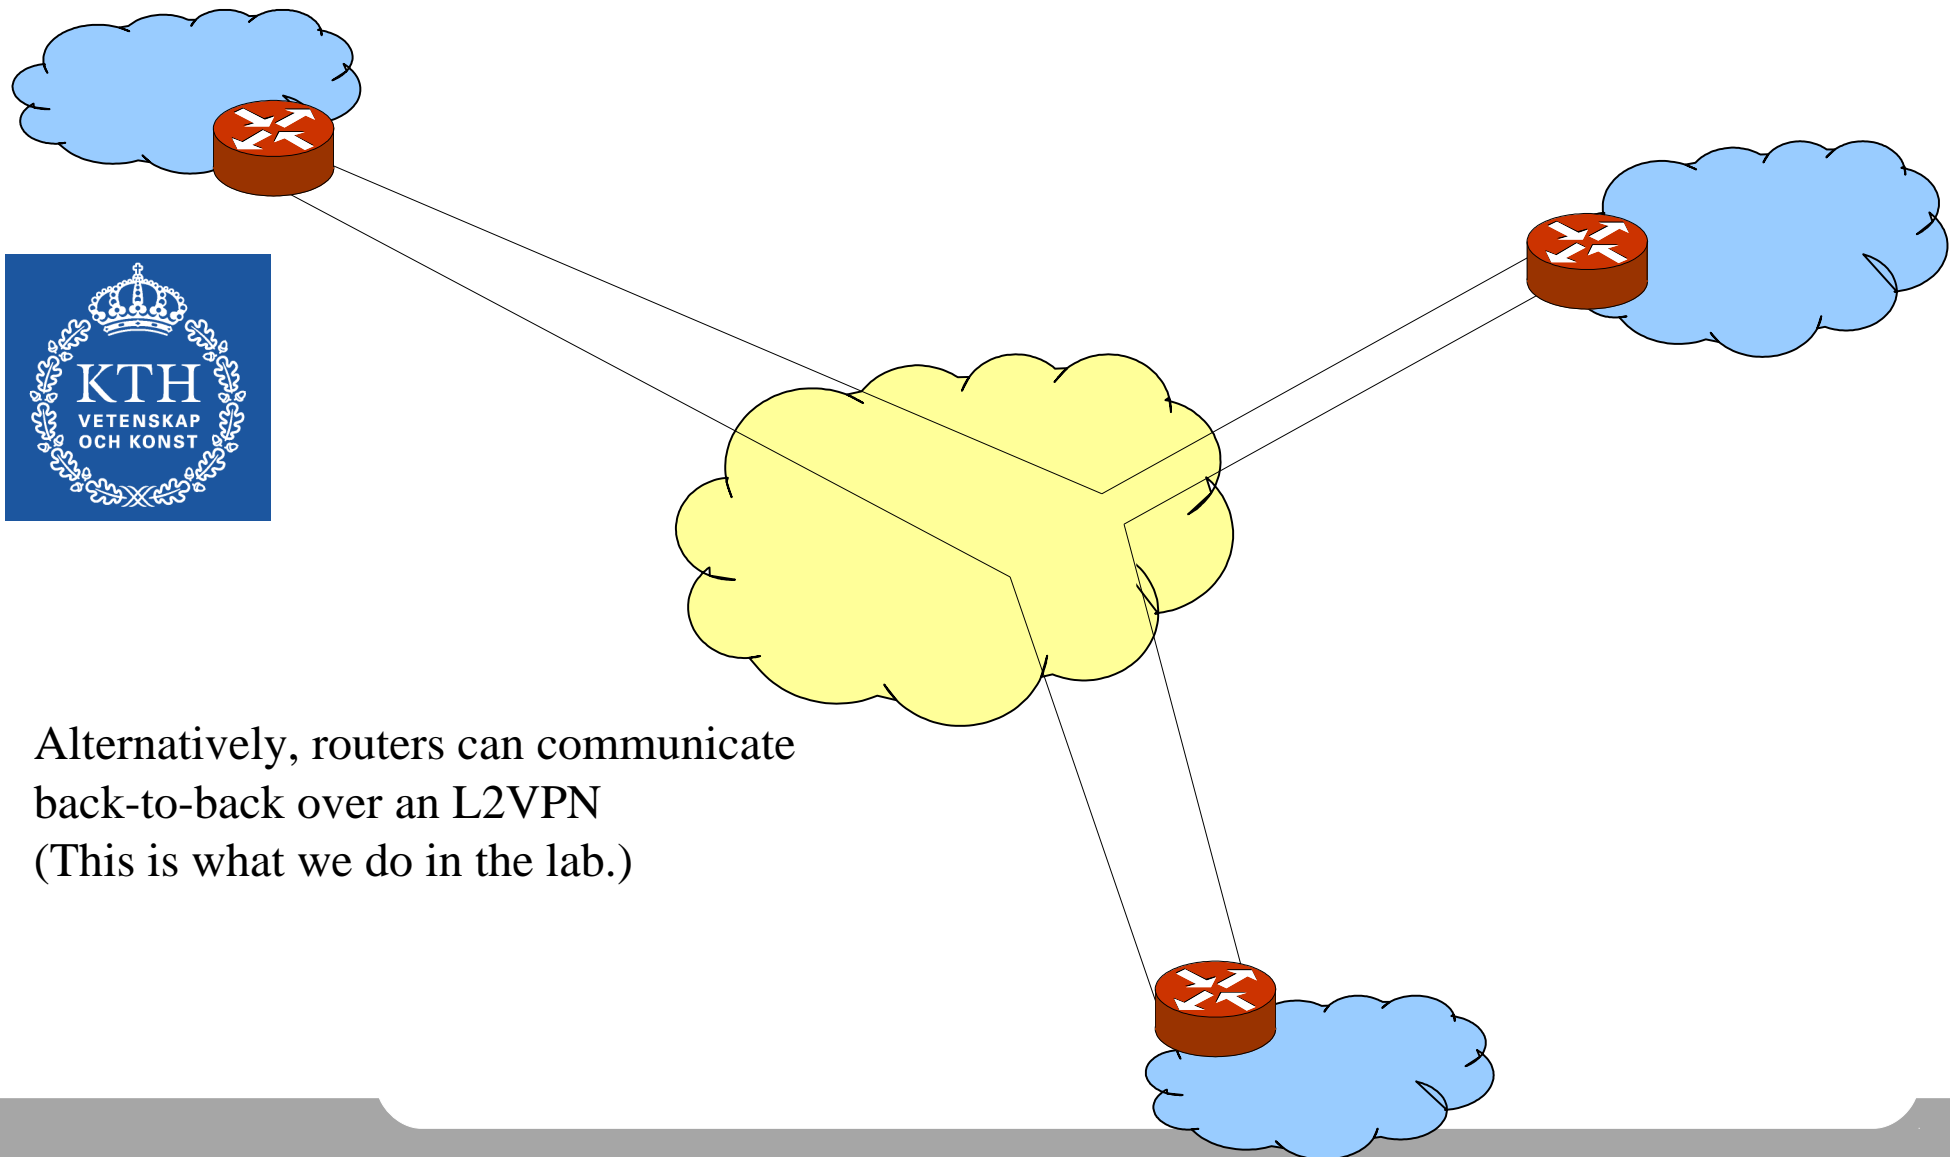 KTH
VETENSKAP
OCH KONST
Alternatively, routers can communicate
back-to-back over an L2VPN
(This is what we do in the lab.)